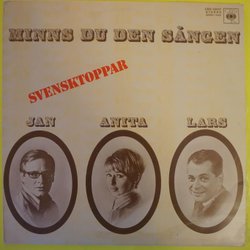 MINNS DU DEN SÅNGEN
SVENSKTOPPAR
JAN
ANITA
LARS